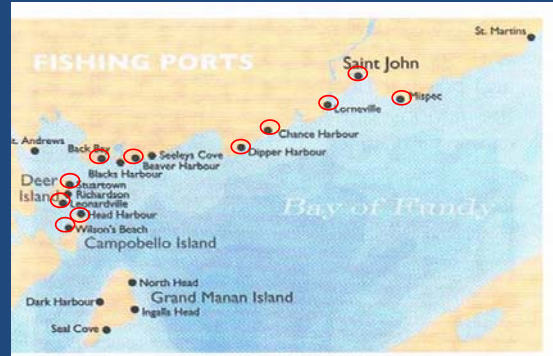 St. Martins
FISHING PORTS
Saint John
Mispec
Lorneville
Chance Harbour
t. Andrews
Back Bay
Seeleys Cove
Dipper Harbour
Beaver Harbour
Blacks Harbour
Deer
Island
Stuartown
Richardson
Leonardville
Head Harbour
Bay of Fundy
Wilson's Beach
Campobello Island
North Head
Dark Harbour
Grand Manan Island
Ingalls Head
Seal Cove